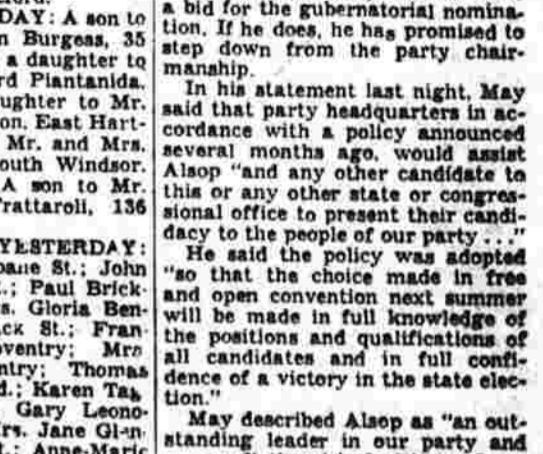 DAY: A son to
n Burgess, 35
a daughter to
rd Piantanida.
ughter to Mr.
on, East Hart-
Mr. and Mrs.
outh Windsor.
A son to Mr.
rattaroli, 136
YESTERDAY:
oane St.; John
.; Paul Brick-
s. Gloria Ben-
ck St.; Fran-
oventry; Mrs
ntry; Thomas
d.; Karen
Gary Leono-
rs. Jane
t.; Anne-Marie
a bid for the gubernatorial nomina-
tion. If he does, he has promised to
step down from the party chair-
manship.
In his statement last night, May
said that party headquarters in ac-
cordance with a policy announced
several months ago, would assist
Alsop "and any other candidate to
this or any other state or congres-
sional office to present their candi-
dacy to the people of our party ..."
He said the policy was adopted
"so that the choice made in free
and open convention next summer
will be made in full knowledge of
the positions and qualifications of
all candidates and in full confi-
dence of a victory in the state elec-
tion."
May described Alsop as "an out-
standing leader in our party and